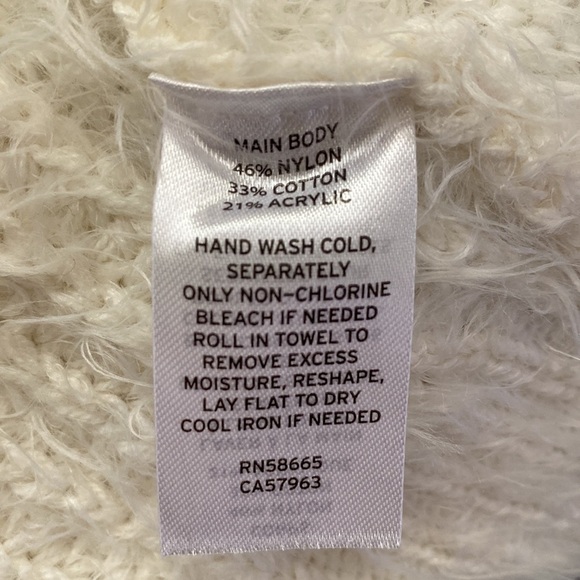 MAIN BODY
46% NYLON
33% COTTON
21% ACRYLIC
HAND WASH COLD,
SEPARATELY
ONLY NON-CHLORINE
BLEACH IF NEEDED
ROLL IN TOWEL TO
REMOVE EXCESS
MOISTURE, RESHAPE,
LAY FLAT TO DRY
COOL IRON IF NEEDED
RN58665
CA57963